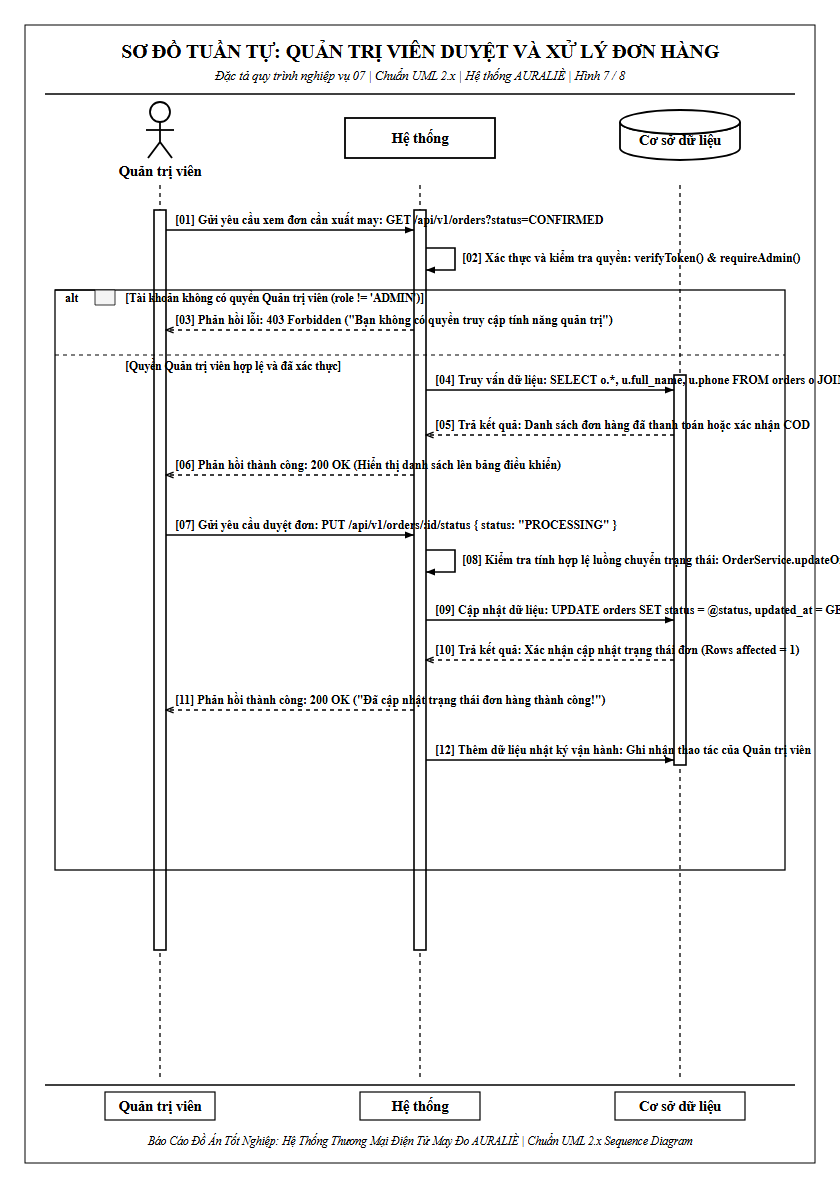 SƠ ĐỒ TUẦN TỰ: QUẢN TRỊ VIÊN DUYỆT VÀ XỬ LÝ ĐƠN HÀNG
Đặc tả quy trình nghiệp vụ 07 | Chuẩn UML 2.x | Hệ thống AURALIÈ | Hình 7 / 8
Quản trị viên
Hệ thống
Cơ sở dữ liệu
[01] Gửi yêu cầu xem đơn cần xuất may: GET /api/v1/orders?status=CONFIRMED
[02] Xác thực và kiểm tra quyền: verifyToken() & requireAdmin()
alt
[Tài khoản không có quyền Quản trị viên (role != 'ADMIN')]
[03] Phản hồi lỗi: 403 Forbidden ("Bạn không có quyền truy cập tính năng quản trị")
[Quyền Quản trị viên hợp lệ và đã xác thực]
[04] Truy vấn dữ liệu: SELECT o.*, u.full_name, u.phone FROM orders o JOIN
[05] Trả kết quả: Danh sách đơn hàng đã thanh toán hoặc xác nhận COD
[06] Phản hồi thành công: 200 OK (Hiển thị danh sách lên bảng điều khiển)
[07] Gửi yêu cầu duyệt đơn: PUT /api/v1/orders/:id/status { status: "PROCESSING" }
[08] Kiểm tra tính hợp lệ luồng chuyển trạng thái: OrderService.updateO
[09] Cập nhật dữ liệu: UPDATE orders SET status = @status, updated_at = GE
[10] Trả kết quả: Xác nhận cập nhật trạng thái đơn (Rows affected = 1)
[11] Phản hồi thành công: 200 OK ("Đã cập nhật trạng thái đơn hàng thành công!")
[12] Thêm dữ liệu nhật ký vận hành: Ghi nhận thao tác của Quản trị viên
Quản trị viên
Hệ thống
Cơ sở dữ liệu
Báo Cáo Đồ Án Tốt Nghiệp: Hệ Thống Thương Mại Điện Tử May Đo AURALIÈ | Chuẩn UML 2.x Sequence Diagram